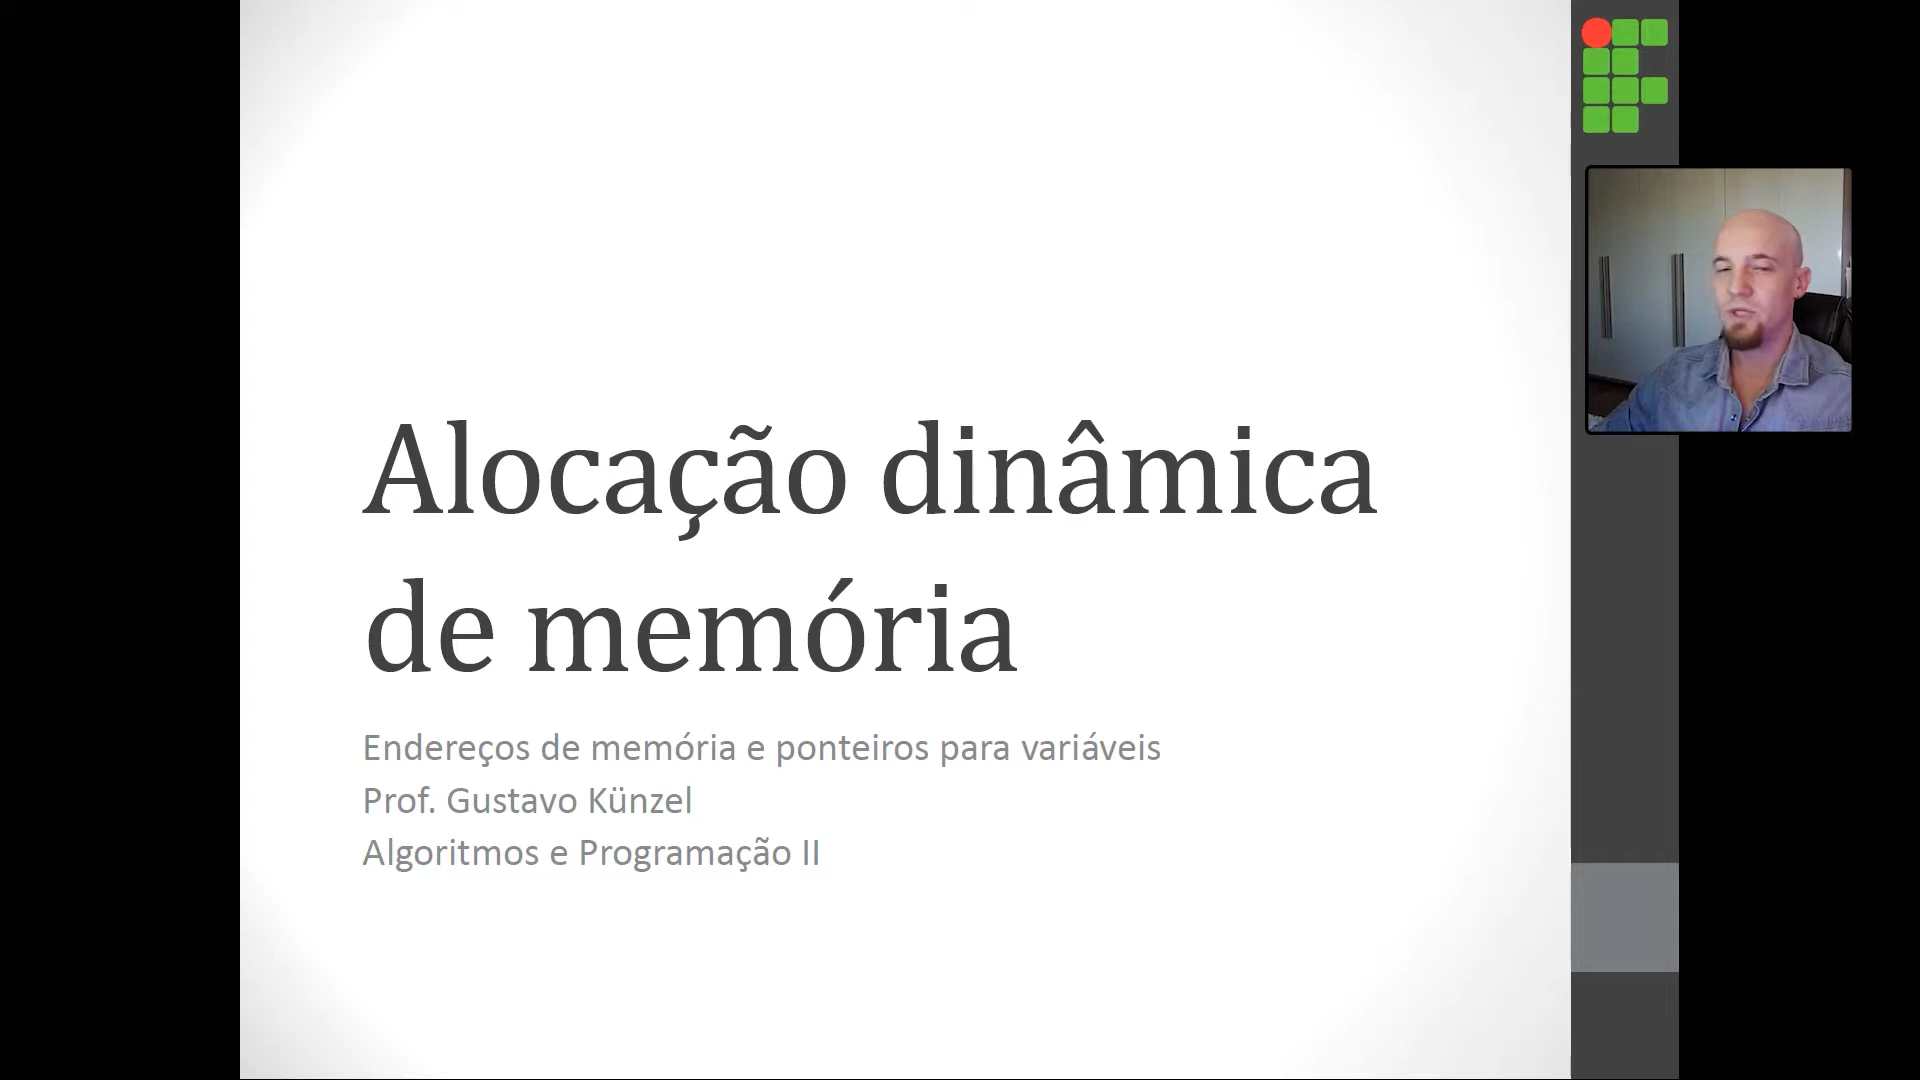 Alocação dinâmica
de memória
Endereços de memória e ponteiros para variáveis
Prof. Gustavo Künzel
Algoritmos e Programação II